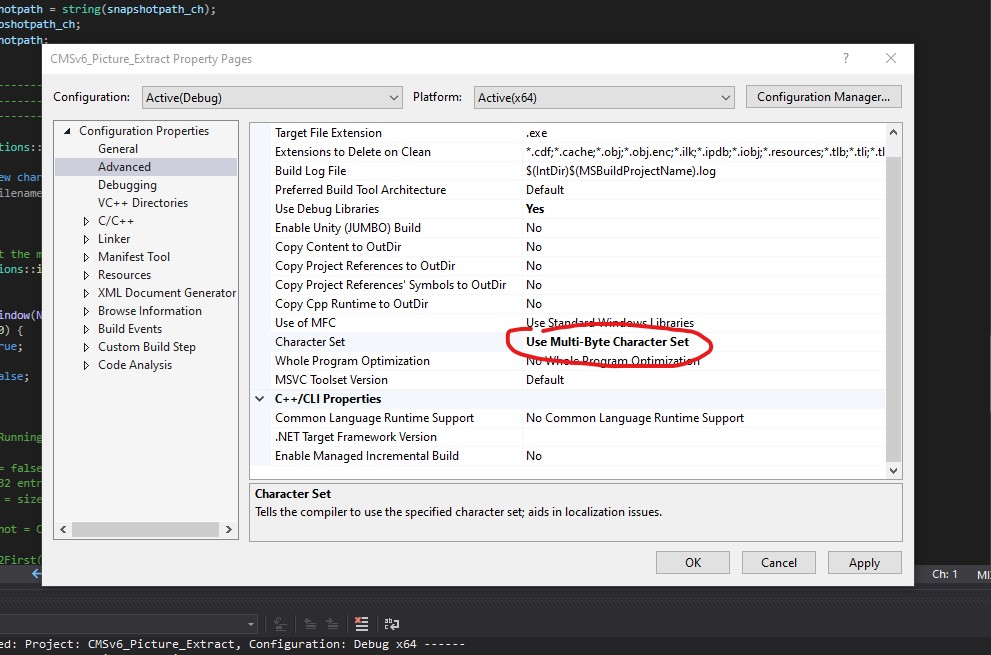 hotpath = string(snapshotpath_ch);
pshotpath_ch;
hotpath;
CMSv6_Picture_Extract Property Pages
?
Configuration: Active(Debug) Platform: Active(x64) Configuration Manager...
Configuration Properties
General
Advanced
Debugging
VC++ Directories
C/C++
Linker
Manifest Tool
Resources
XML Document Generator
Browse Information
Build Events
Custom Build Step
Code Analysis
Target File Extension .exe
Extensions to Delete on Clean *.cdf;*.cache;*.obj;*.obj.enc;*.ilk;*.ipdb;*.iobj;*.resources;*.tlb;*.tli;*.tl
Build Log File $(IntDir)$(MSBuildProjectName).log
Preferred Build Tool Architecture Default
Use Debug Libraries Yes
Enable Unity (JUMBO) Build No
Copy Content to OutDir No
Copy Project References to OutDir No
Copy Project References' Symbols to OutDir No
Copy Cpp Runtime to OutDir No
Use of MFC Use Standard Windows Libraries
Character Set Use Multi-Byte Character Set
Whole Program Optimization No Whole Program Optimization
MSVC Toolset Version Default
C++/CLI Properties
Common Language Runtime Support No Common Language Runtime Support
.NET Target Framework Version
Enable Managed Incremental Build No
Character Set
Tells the compiler to use the specified character set; aids in localization issues.
OK Cancel Apply
tions::
ew char
ilename
t the m
ions::i
indow(N
0) {
rue;
alse;
Running
= false
32 entr
= size
hot = C
2First(
Ch: 1 MI
ed: Project: CMSv6_Picture_Extract, Configuration: Debug x64 ------